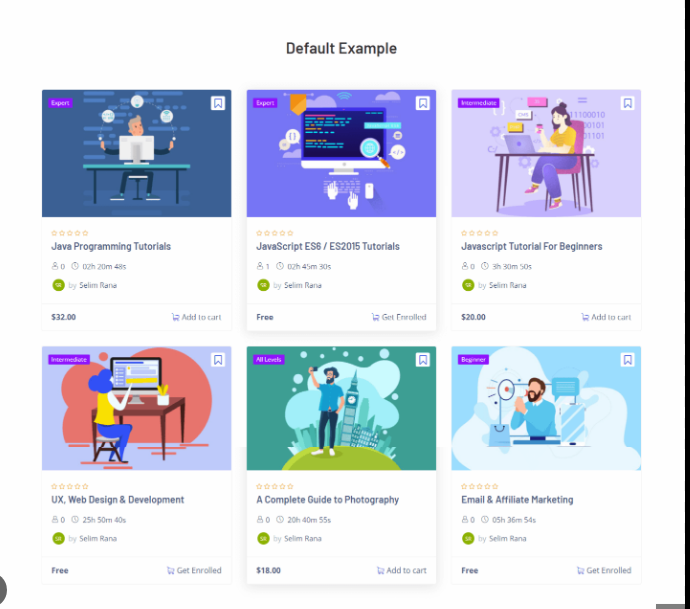 Default Example
Expert
Java Programming Tutorials
0 02h 20m 48s
SR by Selim Rana
$32.00 Add to cart
Expert
JavaScript ES6 / ES2015 Tutorials
1 02h 45m 30s
SR by Selim Rana
Free Get Enrolled
Intermediate
CMS
11100010
00101
01
Javascript Tutorial For Beginners
0 3h 30m 50s
SR by Selim Rana
$20.00 Add to cart
Intermediate
UX, Web Design & Development
0 25h 50m 40s
SR by Selim Rana
Free Get Enrolled
All Levels
A Complete Guide to Photography
0 20h 40m 55s
SR by Selim Rana
$18.00 Add to cart
Beginner
Email & Affiliate Marketing
0 05h 36m 54s
SR by Selim Rana
Free Get Enrolled